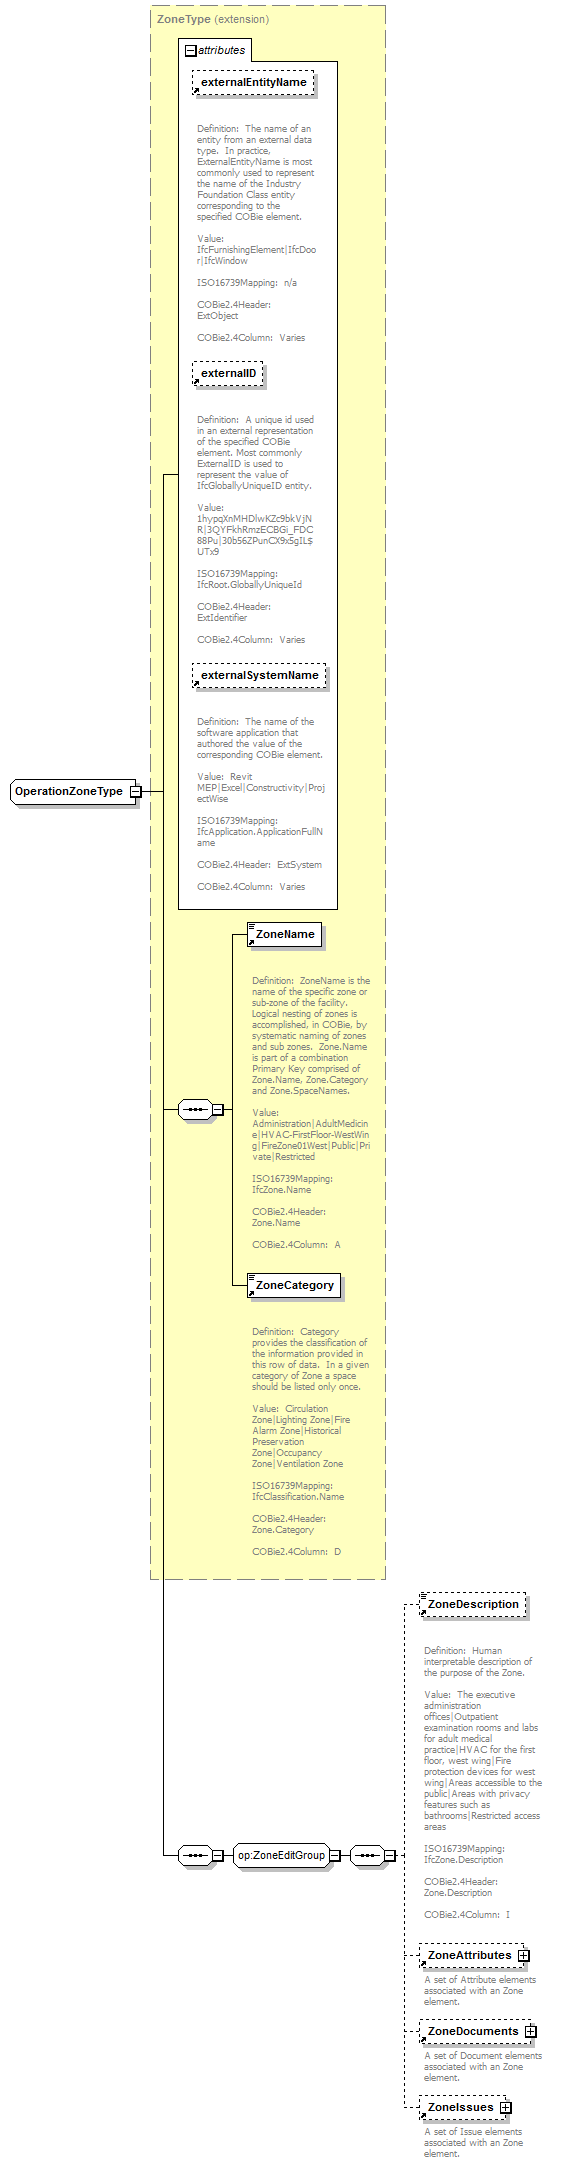 ZoneType (extension)
attributes
externalEntityName
Definition:  The name of an
entity from an external data
type.  In practice,
ExternalEntityName is most
commonly used to represent
the name of the Industry
Foundation Class entity
corresponding to the
specified COBie element.
Value:
IfcFurnishingElement|IfcDoo
r|IfcWindow
ISO16739Mapping:  n/a
COBie2.4Header:
ExtObject
COBie2.4Column:  Varies
externalID
Definition:  A unique id used
in an external representation
of the specified COBie
element. Most commonly
ExternalID is used to
represent the value of
IfcGloballyUniqueID entity.
Value:
1hypqXnMHDlwKZc9bkVjN
R|3QYFkhRmzECBGi_FDC
88Pu|30b56ZPunCX9x5gIL$
UTx9
ISO16739Mapping:
IfcRoot.GloballyUniqueId
COBie2.4Header:
ExtIdentifier
COBie2.4Column:  Varies
externalSystemName
Definition:  The name of the
software application that
authored the value of the
corresponding COBie element.
Value:  Revit
MEP|Excel|Constructivity|Proj
ectWise
ISO16739Mapping:
IfcApplication.ApplicationFullN
ame
COBie2.4Header:  ExtSystem
COBie2.4Column:  Varies
OperationZoneType
ZoneName
Definition:  ZoneName is the
name of the specific zone or
sub-zone of the facility.
Logical nesting of zones is
accomplished, in COBie, by
systematic naming of zones
and sub zones.  Zone.Name
is part of a combination
Primary Key comprised of
Zone.Name, Zone.Category
and Zone.SpaceNames.
Value:
Administration|AdultMedicin
e|HVAC-FirstFloor-WestWin
g|FireZone01West|Public|Pri
vate|Restricted
ISO16739Mapping:
IfcZone.Name
COBie2.4Header:
Zone.Name
COBie2.4Column:  A
ZoneCategory
Definition:  Category
provides the classification of
the information provided in
this row of data.  In a given
category of Zone a space
should be listed only once.
Value:  Circulation
Zone|Lighting Zone|Fire
Alarm Zone|Historical
Preservation
Zone|Occupancy
Zone|Ventilation Zone
ISO16739Mapping:
IfcClassification.Name
COBie2.4Header:
Zone.Category
COBie2.4Column:  D
ZoneDescription
Definition:  Human
interpretable description of
the purpose of the Zone.
Value:  The executive
administration
offices|Outpatient
examination rooms and labs
for adult medical
practice|HVAC for the first
floor, west wing|Fire
protection devices for west
wing|Areas accessible to the
public|Areas with privacy
features such as
bathrooms|Restricted access
areas
ISO16739Mapping:
IfcZone.Description
COBie2.4Header:
Zone.Description
COBie2.4Column:  I
op:ZoneEditGroup
ZoneAttributes
A set of Attribute elements
associated with an Zone
element.
ZoneDocuments
A set of Document elements
associated with an Zone
element.
ZoneIssues
A set of Issue elements
associated with an Zone
element.